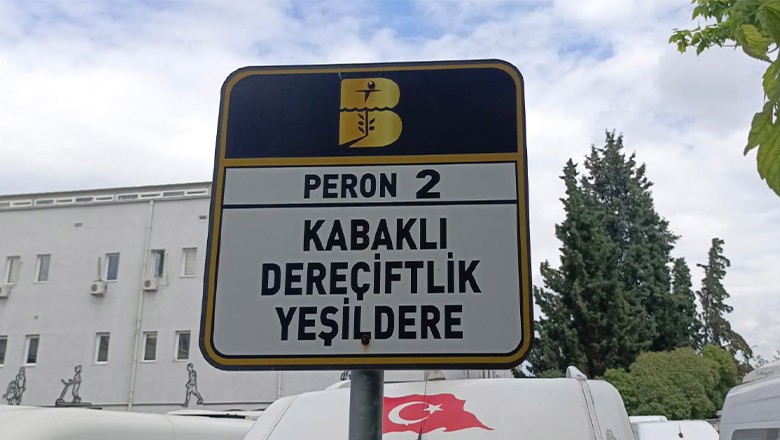 PERON 2
KABAKLI
DEREÇİFTLİK
YEŞİLDERE